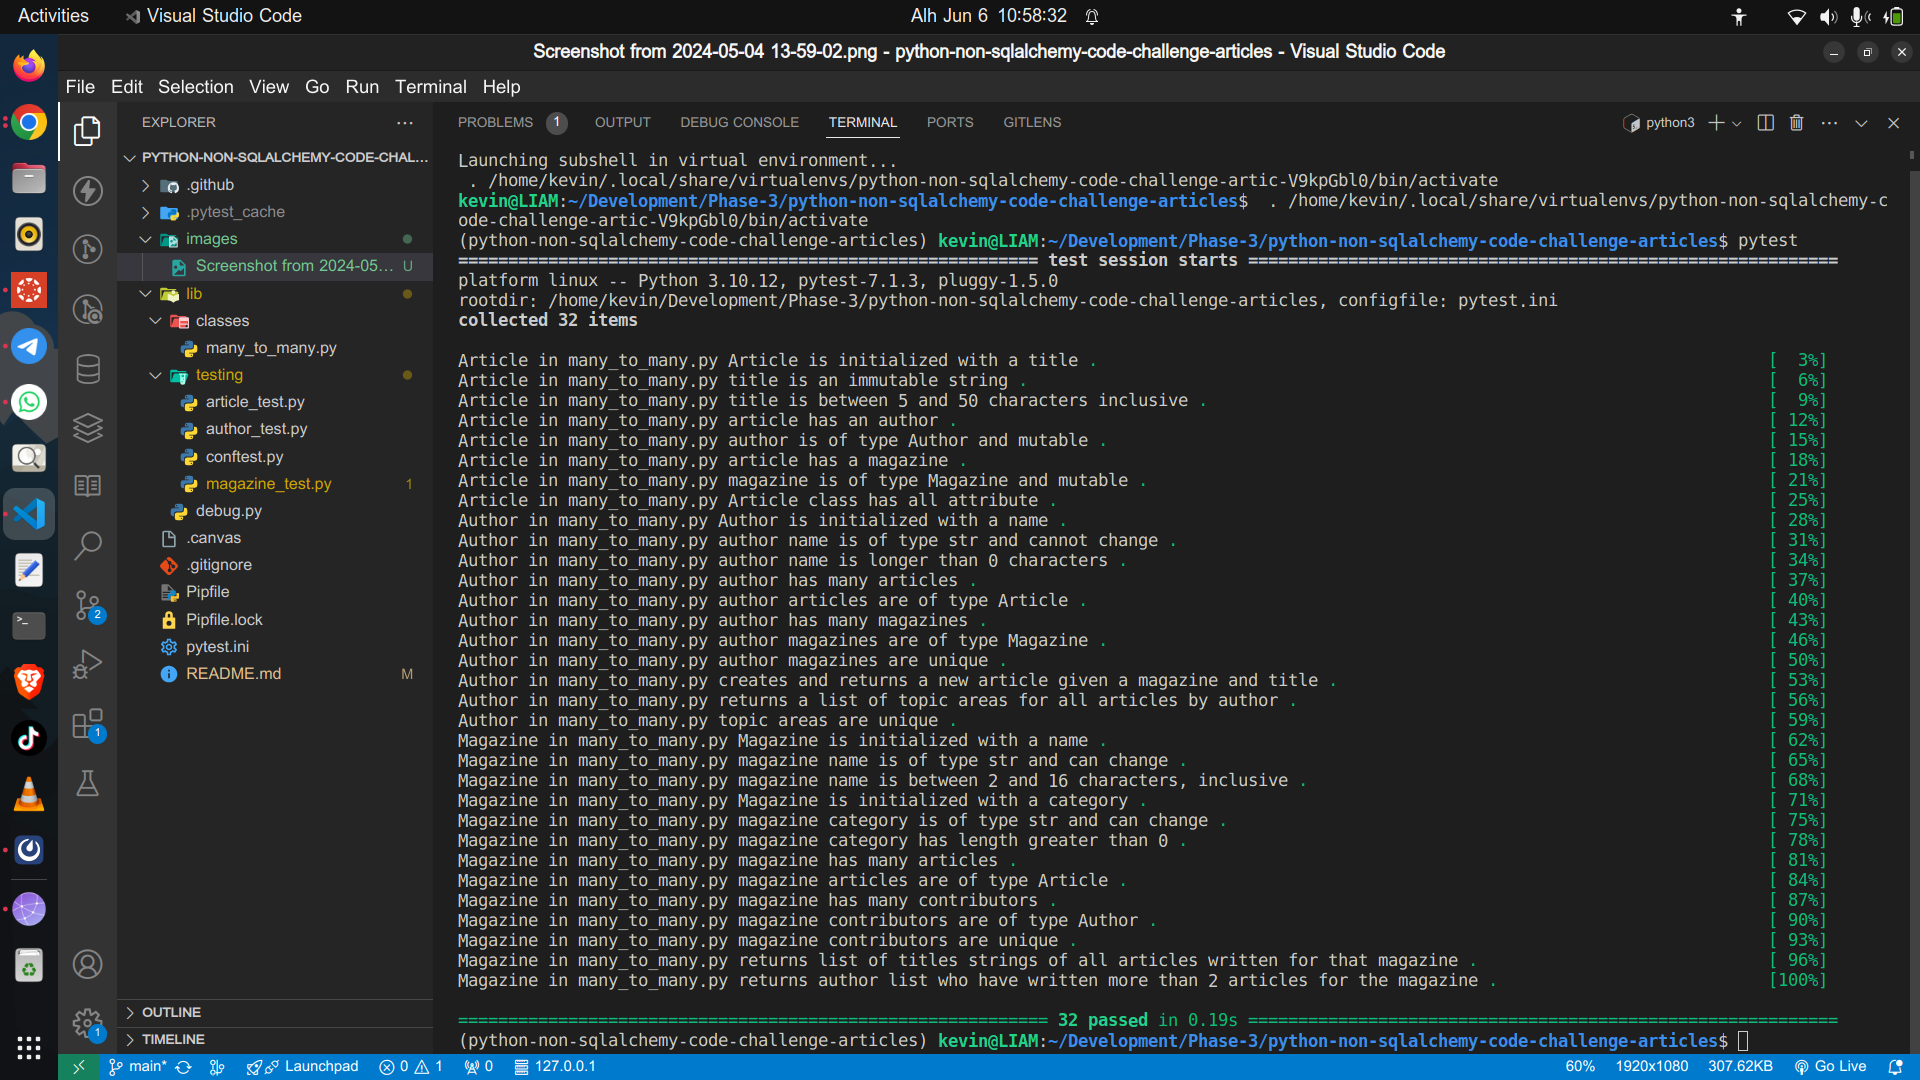 Activities
Visual Studio Code
Alh Jun 6 10:58:32
Screenshot from 2024-05-04 13-59-02.png - python-non-sqlalchemy-code-challenge-articles - Visual Studio Code
File Edit Selection View Go Run Terminal Help
EXPLORER
PYTHON-NON-SQLALCHEMY-CODE-CHAL...
.github
.pytest_cache
images
Screenshot from 2024-05... U
lib
classes
many_to_many.py
testing
article_test.py
author_test.py
conftest.py
magazine_test.py 1
debug.py
.canvas
.gitignore
Pipfile
Pipfile.lock
pytest.ini
README.md M
OUTLINE
TIMELINE
2
1
1
PROBLEMS 1 OUTPUT DEBUG CONSOLE TERMINAL PORTS GITLENS
python3
Launching subshell in virtual environment...
. /home/kevin/.local/share/virtualenvs/python-non-sqlalchemy-code-challenge-artic-V9kpGbl0/bin/activate
kevin@LIAM:~/Development/Phase-3/python-non-sqlalchemy-code-challenge-articles$ . /home/kevin/.local/share/virtualenvs/python-non-sqlalchemy-c
ode-challenge-artic-V9kpGbl0/bin/activate
(python-non-sqlalchemy-code-challenge-articles) kevin@LIAM:~/Development/Phase-3/python-non-sqlalchemy-code-challenge-articles$ pytest
========================================================== test session starts ===========================================================
platform linux -- Python 3.10.12, pytest-7.1.3, pluggy-1.5.0
rootdir: /home/kevin/Development/Phase-3/python-non-sqlalchemy-code-challenge-articles, configfile: pytest.ini
collected 32 items
Article in many_to_many.py Article is initialized with a title . [  3%]
Article in many_to_many.py title is an immutable string . [  6%]
Article in many_to_many.py title is between 5 and 50 characters inclusive . [  9%]
Article in many_to_many.py article has an author . [ 12%]
Article in many_to_many.py author is of type Author and mutable . [ 15%]
Article in many_to_many.py article has a magazine . [ 18%]
Article in many_to_many.py magazine is of type Magazine and mutable . [ 21%]
Article in many_to_many.py Article class has all attribute . [ 25%]
Author in many_to_many.py Author is initialized with a name . [ 28%]
Author in many_to_many.py author name is of type str and cannot change . [ 31%]
Author in many_to_many.py author name is longer than 0 characters . [ 34%]
Author in many_to_many.py author has many articles . [ 37%]
Author in many_to_many.py author articles are of type Article . [ 40%]
Author in many_to_many.py author has many magazines . [ 43%]
Author in many_to_many.py author magazines are of type Magazine . [ 46%]
Author in many_to_many.py author magazines are unique . [ 50%]
Author in many_to_many.py creates and returns a new article given a magazine and title . [ 53%]
Author in many_to_many.py returns a list of topic areas for all articles by author . [ 56%]
Author in many_to_many.py topic areas are unique . [ 59%]
Magazine in many_to_many.py Magazine is initialized with a name . [ 62%]
Magazine in many_to_many.py magazine name is of type str and can change . [ 65%]
Magazine in many_to_many.py magazine name is between 2 and 16 characters, inclusive . [ 68%]
Magazine in many_to_many.py Magazine is initialized with a category . [ 71%]
Magazine in many_to_many.py magazine category is of type str and can change . [ 75%]
Magazine in many_to_many.py magazine category has length greater than 0 . [ 78%]
Magazine in many_to_many.py magazine has many articles . [ 81%]
Magazine in many_to_many.py magazine articles are of type Article . [ 84%]
Magazine in many_to_many.py magazine has many contributors . [ 87%]
Magazine in many_to_many.py magazine contributors are of type Author . [ 90%]
Magazine in many_to_many.py magazine contributors are unique . [ 93%]
Magazine in many_to_many.py returns list of titles strings of all articles written for that magazine . [ 96%]
Magazine in many_to_many.py returns author list who have written more than 2 articles for the magazine . [100%]
=========================================================== 32 passed in 0.19s ===========================================================
(python-non-sqlalchemy-code-challenge-articles) kevin@LIAM:~/Development/Phase-3/python-non-sqlalchemy-code-challenge-articles$
main* Launchpad 0 1 0 127.0.0.1 60% 1920x1080 307.62KB Go Live